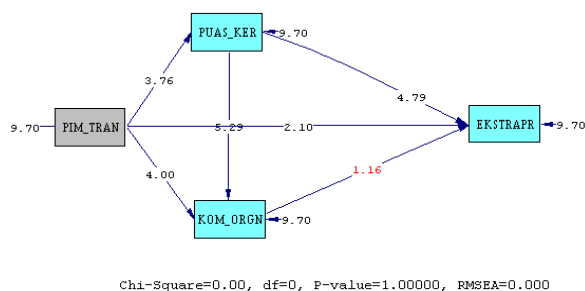 PUAS_KER
9.70
3.76
4.79
9.70
PIM_TRAN
5.29
2.10
EKSTRAPR
9.70
4.00
1.16
KOM_ORGN
9.70
Chi-Square=0.00, df=0, P-value=1.00000, RMSEA=0.000